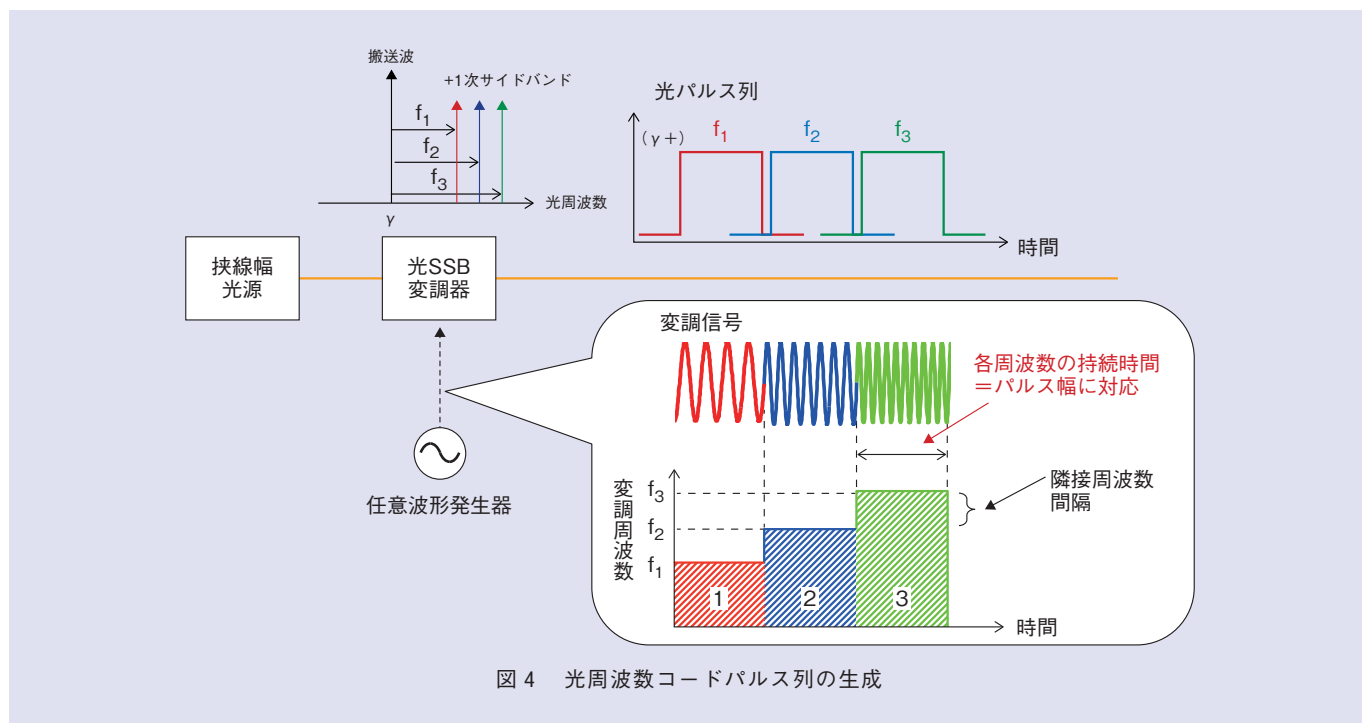 搬送波
+1次サイドバンド
f1
f2
f3
光周波数
γ
光パルス列
(γ+)
f1
f2
f3
時間
挟線幅
光源
光SSB
変調器
任意波形発生器
変調信号
各周波数の持続時間
＝パルス幅に対応
変調周波数
f3
f2
f1
隣接周波数
間隔
1
2
3
時間
図4 光周波数コードパルス列の生成